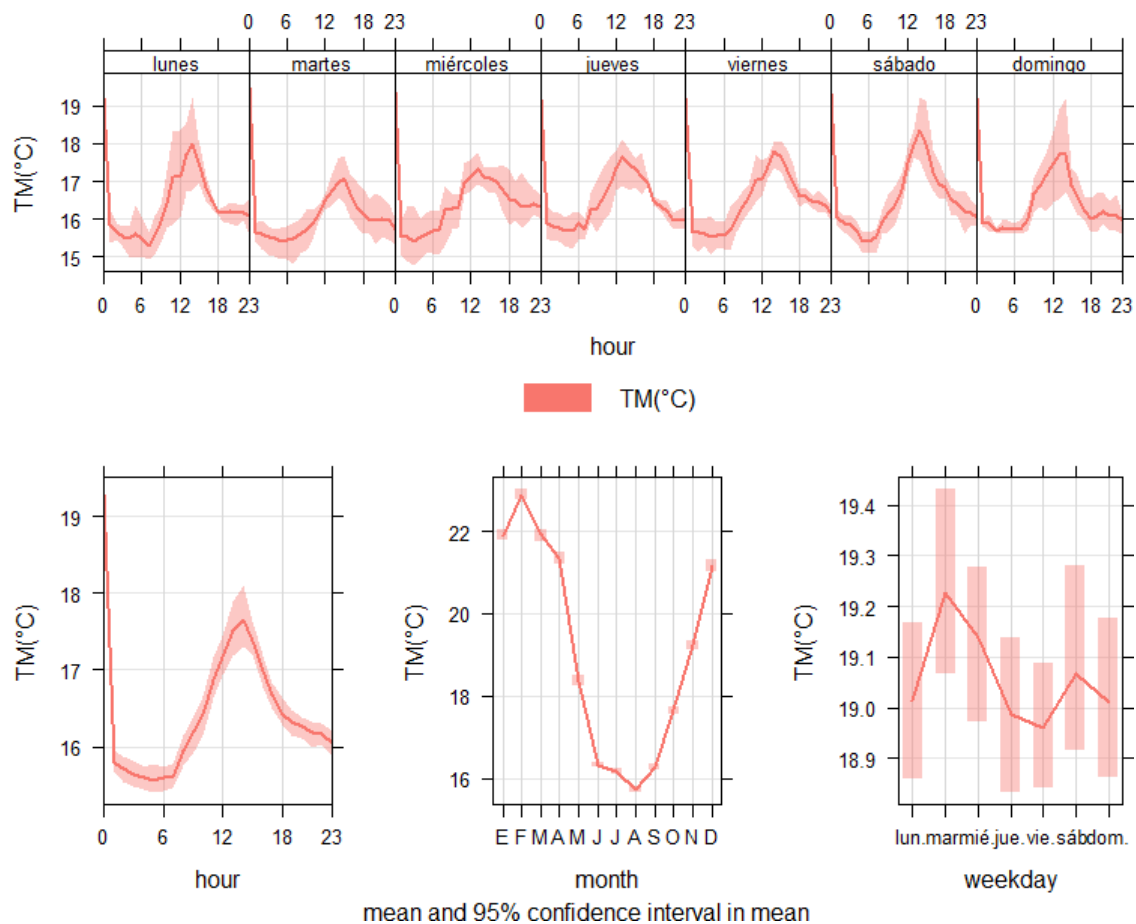 0 6 12 18 23 0 6 12 18 23 0 6 12 18 23
lunes martes miércoles jueves viernes sábado domingo
19
18
17
16
15
TM(°C)
0 6 12 18 23 0 6 12 18 23 0 6 12 18 23 0 6 12 18 23
hour
TM(°C)
19
18
17
16
TM(°C)
0 6 12 18 23
hour
22
20
18
16
TM(°C)
E F M A M J J A S O N D
month
19.4
19.3
19.2
19.1
19.0
18.9
TM(°C)
lun.marmié.jue.vie.sábdom.
weekday
mean and 95% confidence interval in mean